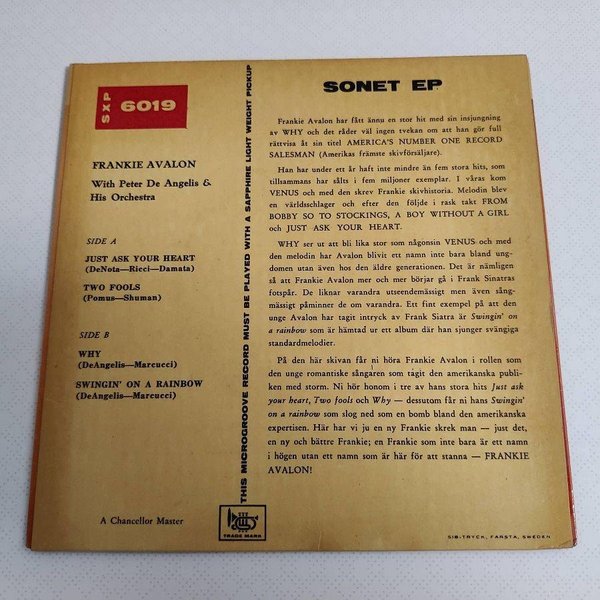 SXP 6019
FRANKIE AVALON
With Peter De Angelis &
His Orchestra
SIDE A
JUST ASK YOUR HEART
(DeNota—Ricci—Damata)
TWO FOOLS
(Pomus—Shuman)
SIDE B
WHY
(DeAngelis—Marcucci)
SWINGIN' ON A RAINBOW
(DeAngelis—Marcucci)
A Chancellor Master
THIS MICROGROOVE RECORD MUST BE PLAYED WITH A SAPPHIRE LIGHT WEIGHT PICKUP
TRADE MARK
SONET EP
Frankie Avalon har fått ännu en stor hit med sin insjungning
av WHY och det råder väl ingen tvekan om att han gör full
rättvisa åt sin titel AMERICA'S NUMBER ONE RECORD
SALESMAN (Amerikas främste skivförsäljare).
Han har under ett år haft inte mindre än fem stora hits, som
tillsammans har sålts i fem miljoner exemplar. I våras kom
VENUS och med den skrev Frankie skivhistoria. Melodin blev
en världsschlager och efter den följde i rask takt FROM
BOBBY SO TO STOCKINGS, A BOY WITHOUT A GIRL
och JUST ASK YOUR HEART.
WHY ser ut att bli lika stor som någonsin VENUS och med
den melodin har Avalon blivit ett namn inte bara bland ung-
domen utan även hos den äldre generationen. Det är nämligen
så att Frankie Avalon mer och mer börjar gå i Frank Sinatras
fotspår. De liknar varandra utseendemässigt men även sång-
mässigt påminner de om varandra. Ett fint exempel på att den
unge Avalon har tagit intryck av Frank Siatra är Swingin' on
a rainbow som är hämtad ur ett album där han sjunger svängiga
standardmelodier.
På den här skivan får ni höra Frankie Avalon i rollen som
den unge romantiske sångaren som tagit den amerikanska publi-
ken med storm. Ni hör honom i tre av hans stora hits Just ask
your heart, Two fools och Why — dessutom får ni hans Swingin'
on a rainbow som slog ned som en bomb bland den amerikanska
expertisen. Här har vi ju en ny Frankie skrek man — just det,
en ny och bättre Frankie; en Frankie som inte bara är ett namn
i högen utan ett namn som är här för att stanna — FRANKIE
AVALON!
SIB-TRYCK, FARSTA, SWEDEN